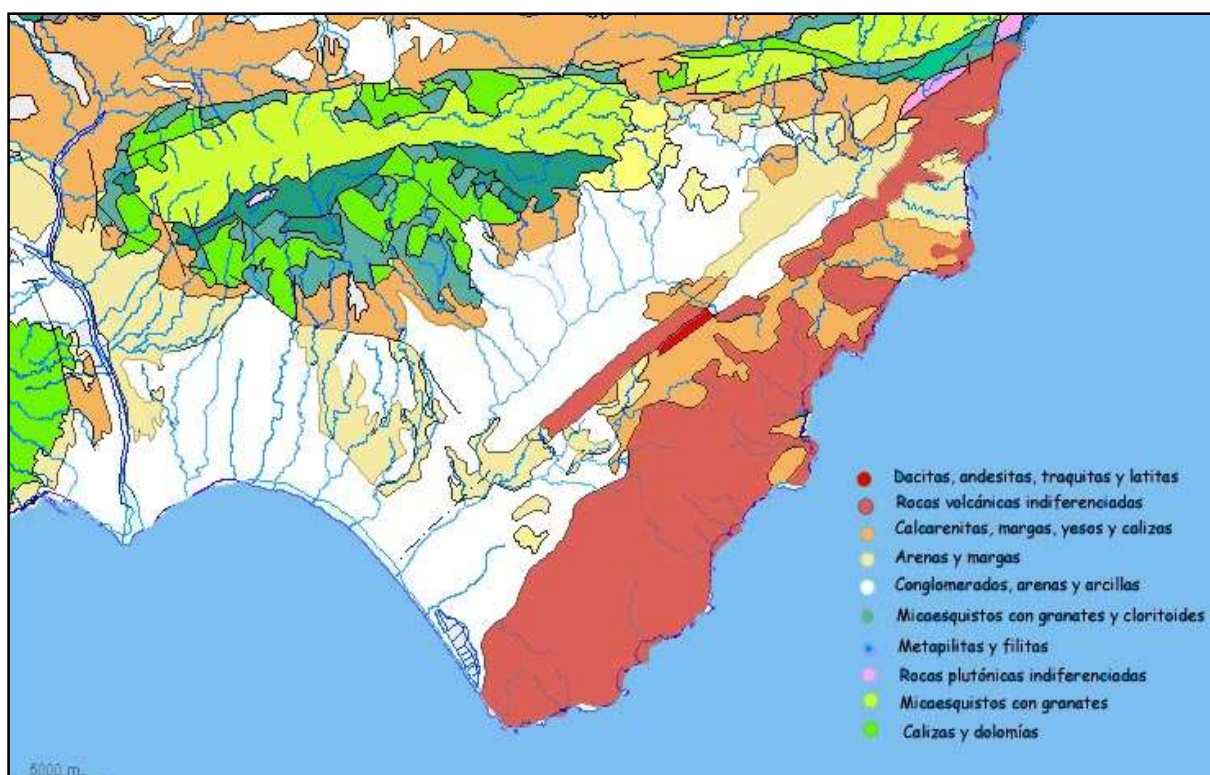 Dacitas, andesitas, traquitas y latitas
Rocas volcánicas indiferenciadas
Calcarenitas, margas, yesos y calizas
Arenas y margas
Conglomerados, arenas y arcillas
Micaesquistos con granates y cloritoides
Metapilitas y filitas
Rocas plutónicas indiferenciadas
Micaesquistos con granates
Calizas y dolomías
5000 m.